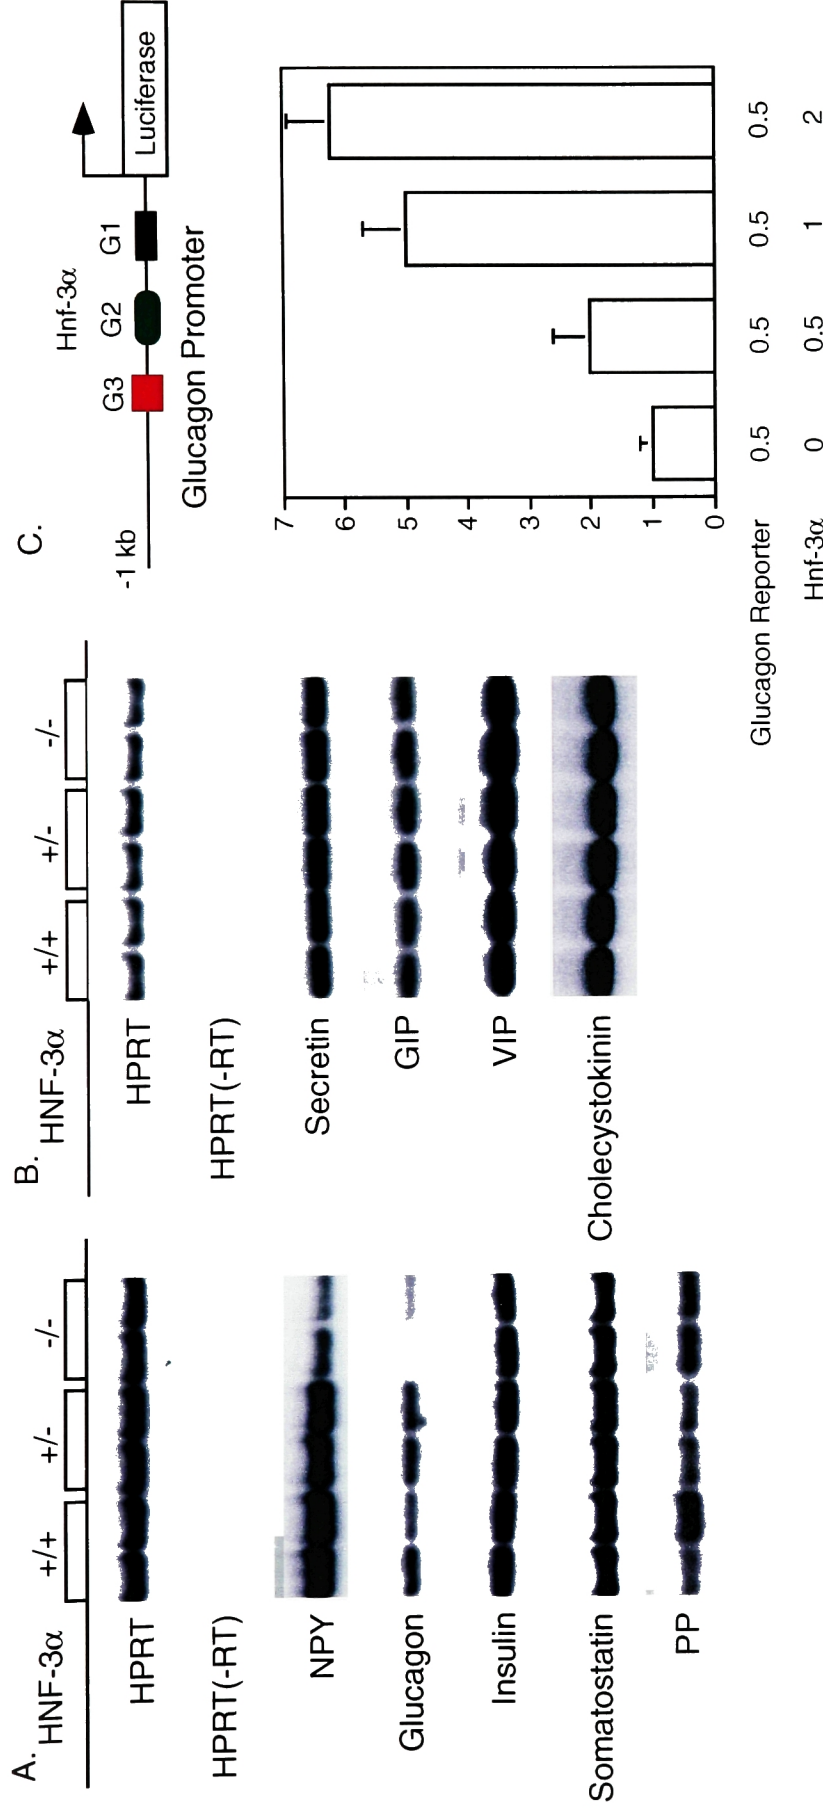 A.
HNF-3α
+/+ +/- -/-
HPRT
HPRT(-RT)
NPY
Glucagon
Insulin
Somatostatin
PP
B.
HNF-3α
+/+ +/- -/-
HPRT
HPRT(-RT)
Secretin
GIP
VIP
Cholecystokinin
C.
Hnf-3α
-1 kb G3 G2 G1 Luciferase
Glucagon Promoter
7
6
5
4
3
2
1
0
Glucagon Reporter 0.5 0.5 0.5 0.5
Hnf-3α 0 0.5 1 2